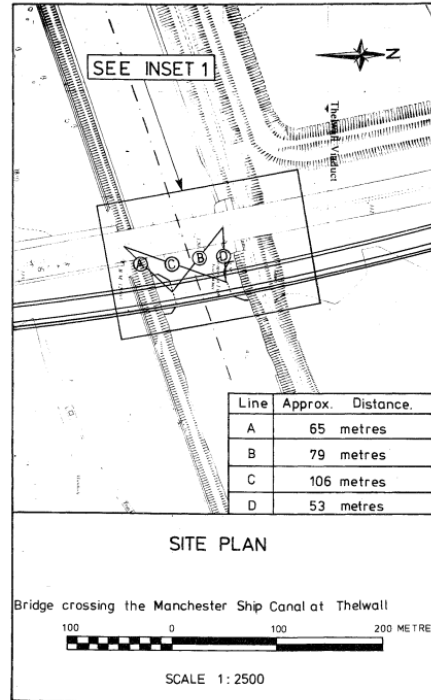 SEE INSET 1
N
Thelwall Viaduct
A
C
B
D
Line Approx. Distance.
A 65 metres
B 79 metres
C 106 metres
D 53 metres
SITE PLAN
Bridge crossing the Manchester Ship Canal at Thelwall
100 0 100 200 METRE
SCALE 1:2500